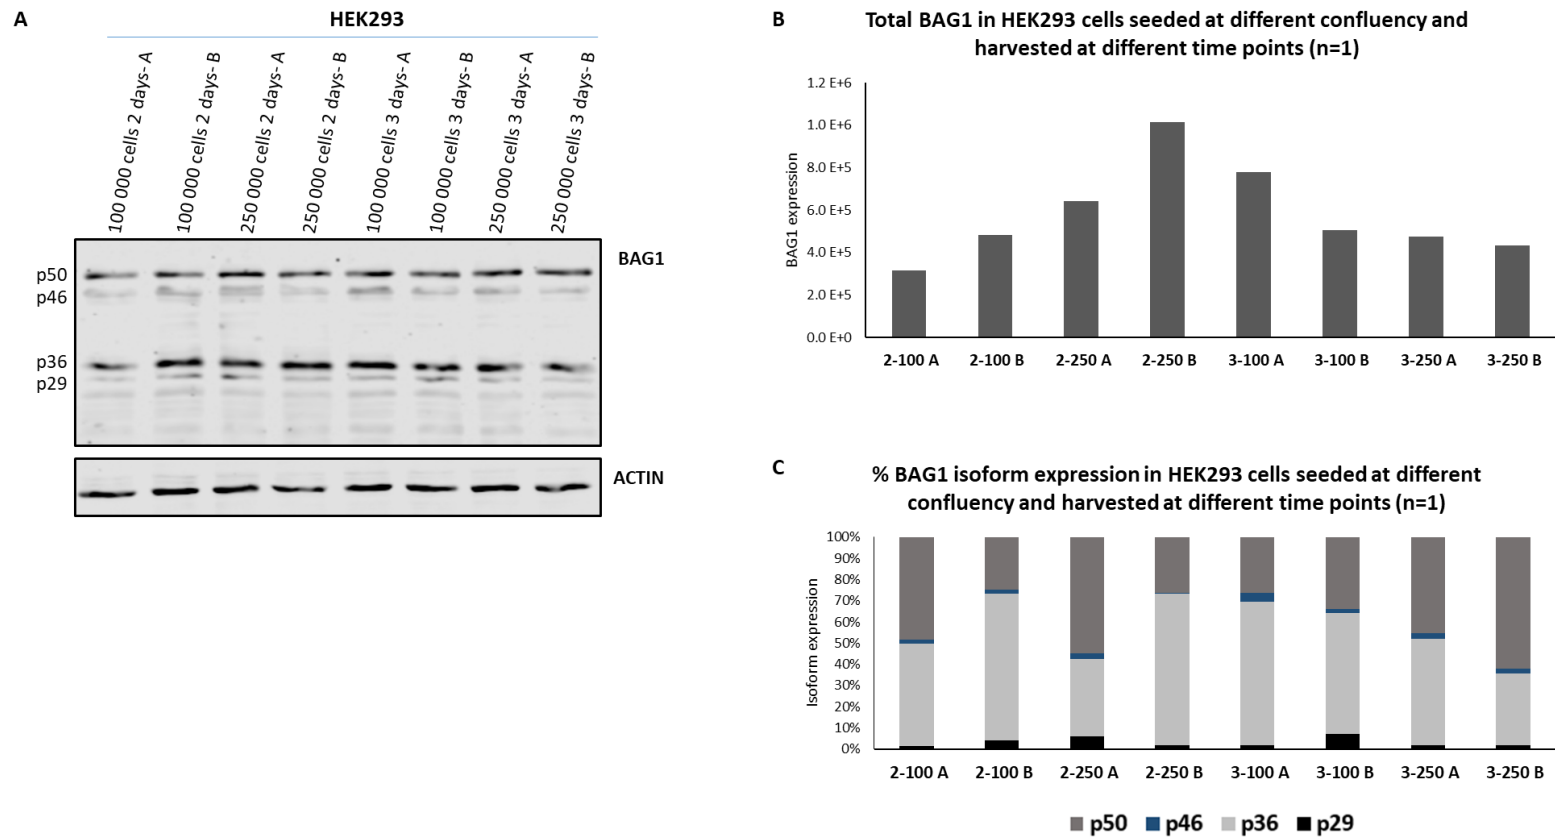 A
HEK293
100 000 cells 2 days- A
100 000 cells 2 days- B
250 000 cells 2 days- A
250 000 cells 2 days- B
100 000 cells 3 days- A
100 000 cells 3 days- B
250 000 cells 3 days- A
250 000 cells 3 days- B
BAG1
p50
p46
p36
p29
ACTIN
B
Total BAG1 in HEK293 cells seeded at different confluency and
harvested at different time points (n=1)
BAG1 expression
1.2 E+6
1.0 E+6
8.0 E+5
6.0 E+5
4.0 E+5
2.0 E+5
0.0 E+0
2-100 A 2-100 B 2-250 A 2-250 B 3-100 A 3-100 B 3-250 A 3-250 B
C
% BAG1 isoform expression in HEK293 cells seeded at different
confluency and harvested at different time points (n=1)
Isoform expression
100%
90%
80%
70%
60%
50%
40%
30%
20%
10%
0%
2-100 A 2-100 B 2-250 A 2-250 B 3-100 A 3-100 B 3-250 A 3-250 B
p50 p46 p36 p29